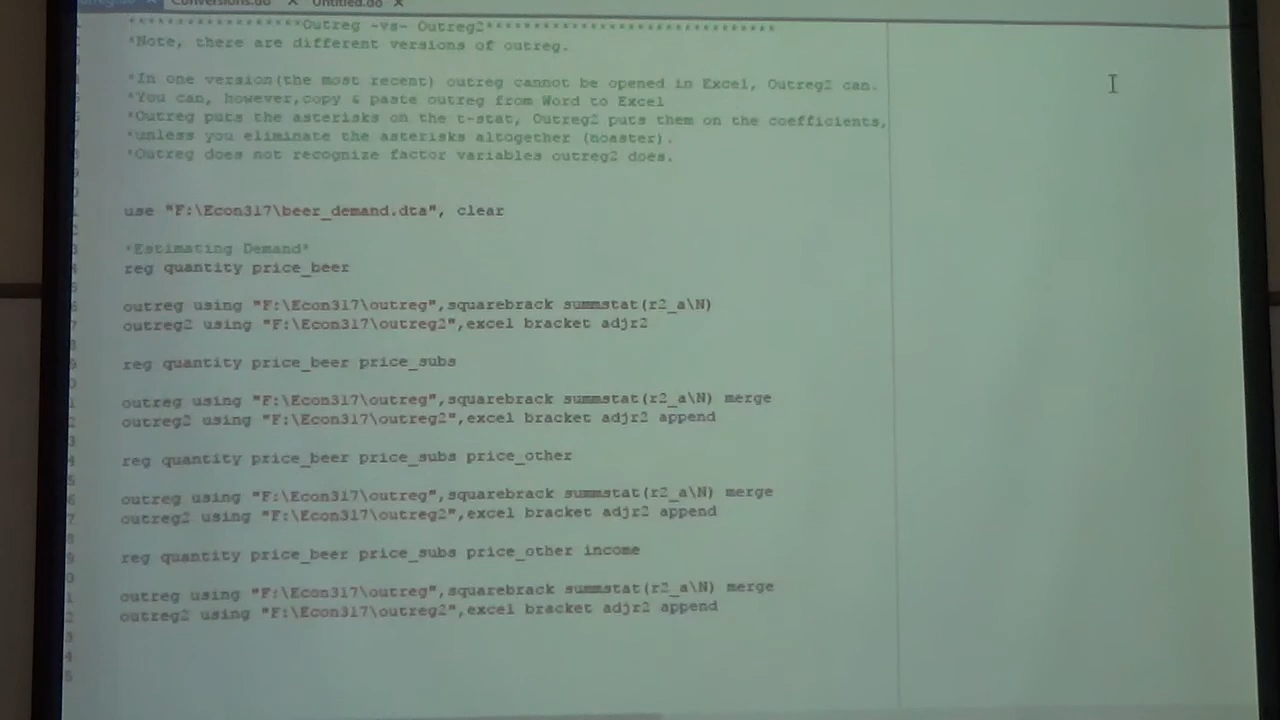 Conversions.do X Untitled.do X
*******************Outreg -vs- Outreg2*********************************
*Note, there are different versions of outreg.
*In one version(the most recent) outreg cannot be opened in Excel, Outreg2 can.
*You can, however,copy & paste outreg from Word to Excel
*Outreg puts the asterisks on the t-stat, Outreg2 puts them on the coefficients,
*unless you eliminate the asterisks altogether (noaster).
*Outreg does not recognize factor variables outreg2 does.
use "F:\Econ317\beer_demand.dta", clear
*Estimating Demand*
reg quantity price_beer
outreg using "F:\Econ317\outreg",squarebrack summstat(r2_a\N)
outreg2 using "F:\Econ317\outreg2",excel bracket adjr2
reg quantity price_beer price_subs
outreg using "F:\Econ317\outreg",squarebrack summstat(r2_a\N) merge
outreg2 using "F:\Econ317\outreg2",excel bracket adjr2 append
reg quantity price_beer price_subs price_other
outreg using "F:\Econ317\outreg",squarebrack summstat(r2_a\N) merge
outreg2 using "F:\Econ317\outreg2",excel bracket adjr2 append
reg quantity price_beer price_subs price_other income
outreg using "F:\Econ317\outreg",squarebrack summstat(r2_a\N) merge
outreg2 using "F:\Econ317\outreg2",excel bracket adjr2 append